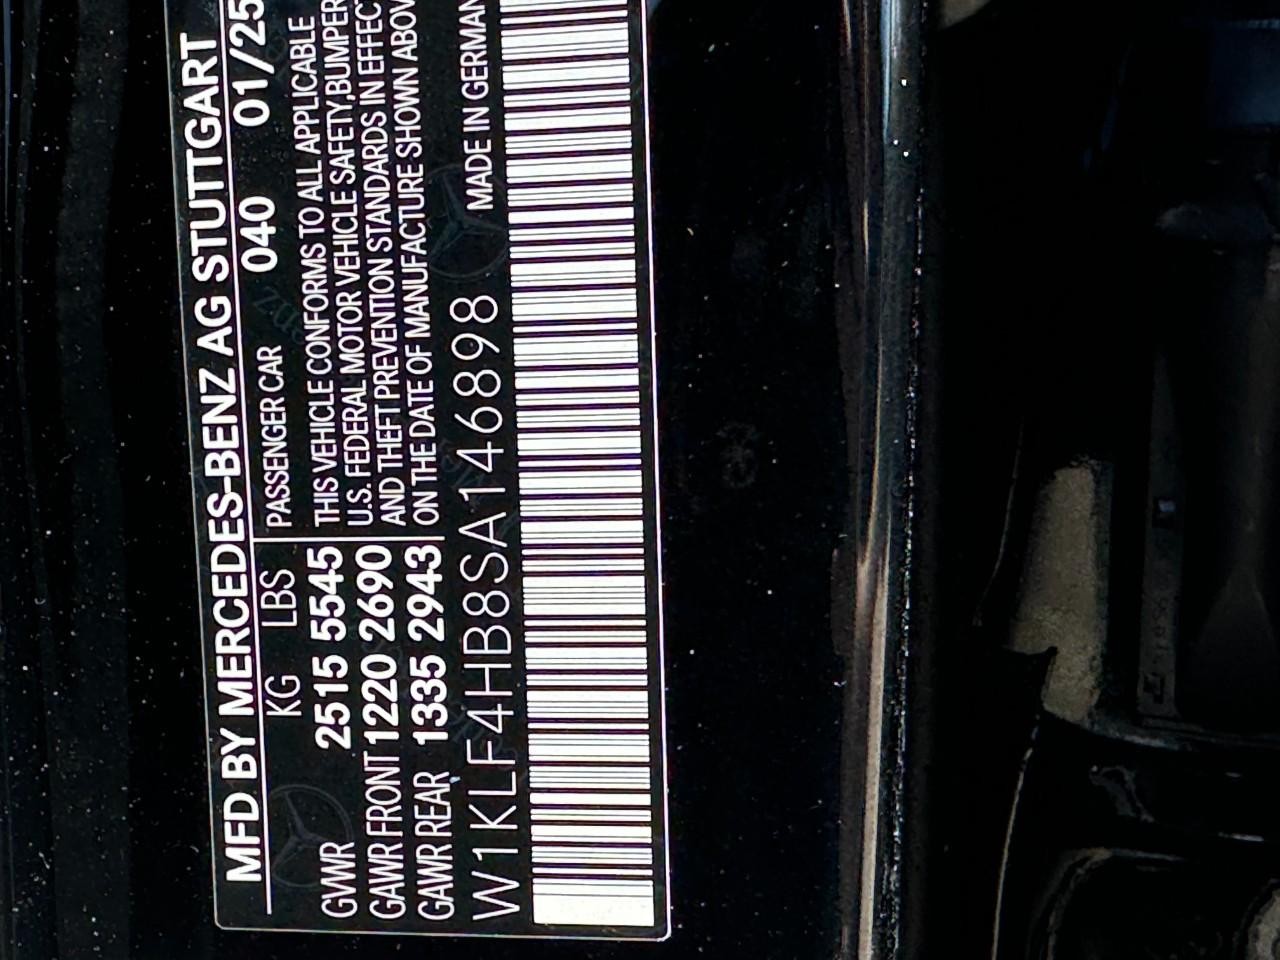 MFD BY MERCEDES-BENZ AG STUTTGART
KG LBS PASSENGER CAR 040 01/25
GVWR 2515 5545 THIS VEHICLE CONFORMS TO ALL APPLICABLE
GAWR FRONT 1220 2690 U.S. FEDERAL MOTOR VEHICLE SAFETY,BUMPER
GAWR REAR 1335 2943 AND THEFT PREVENTION STANDARDS IN EFFECT
ON THE DATE OF MANUFACTURE SHOWN ABOV
W1KLF4HB8SA146898 MADE IN GERMAN